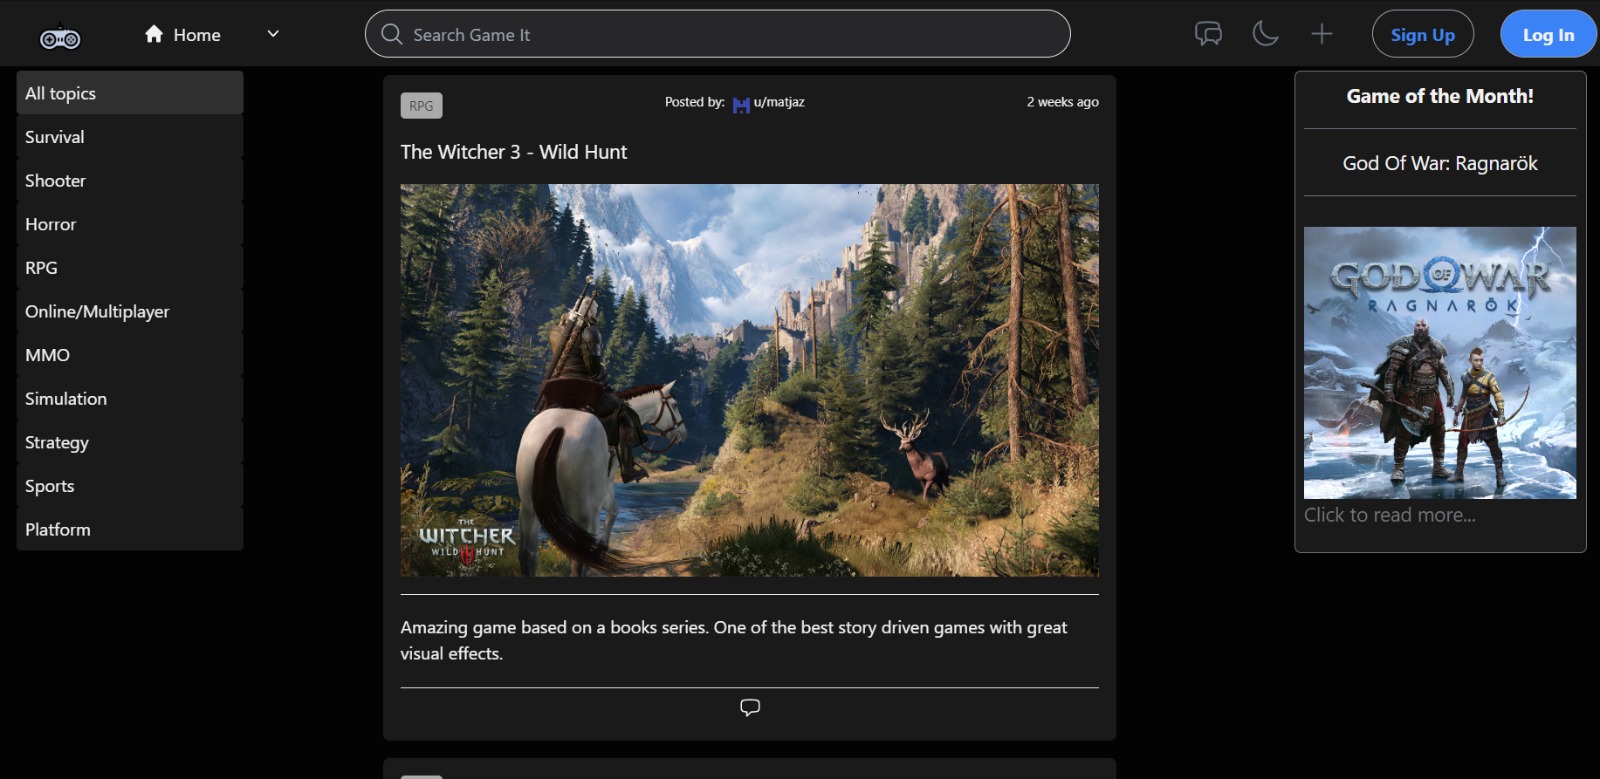 Home
Search Game It
Sign Up
Log In
All topics
Survival
Shooter
Horror
RPG
Online/Multiplayer
MMO
Simulation
Strategy
Sports
Platform
RPG
Posted by: u/matjaz
2 weeks ago
The Witcher 3 - Wild Hunt
THE
WITCHER
WILD HUNT
Amazing game based on a books series. One of the best story driven games with great
visual effects.
Game of the Month!
God Of War: Ragnarök
GOD OF WAR
RAGNARÖK
Click to read more...